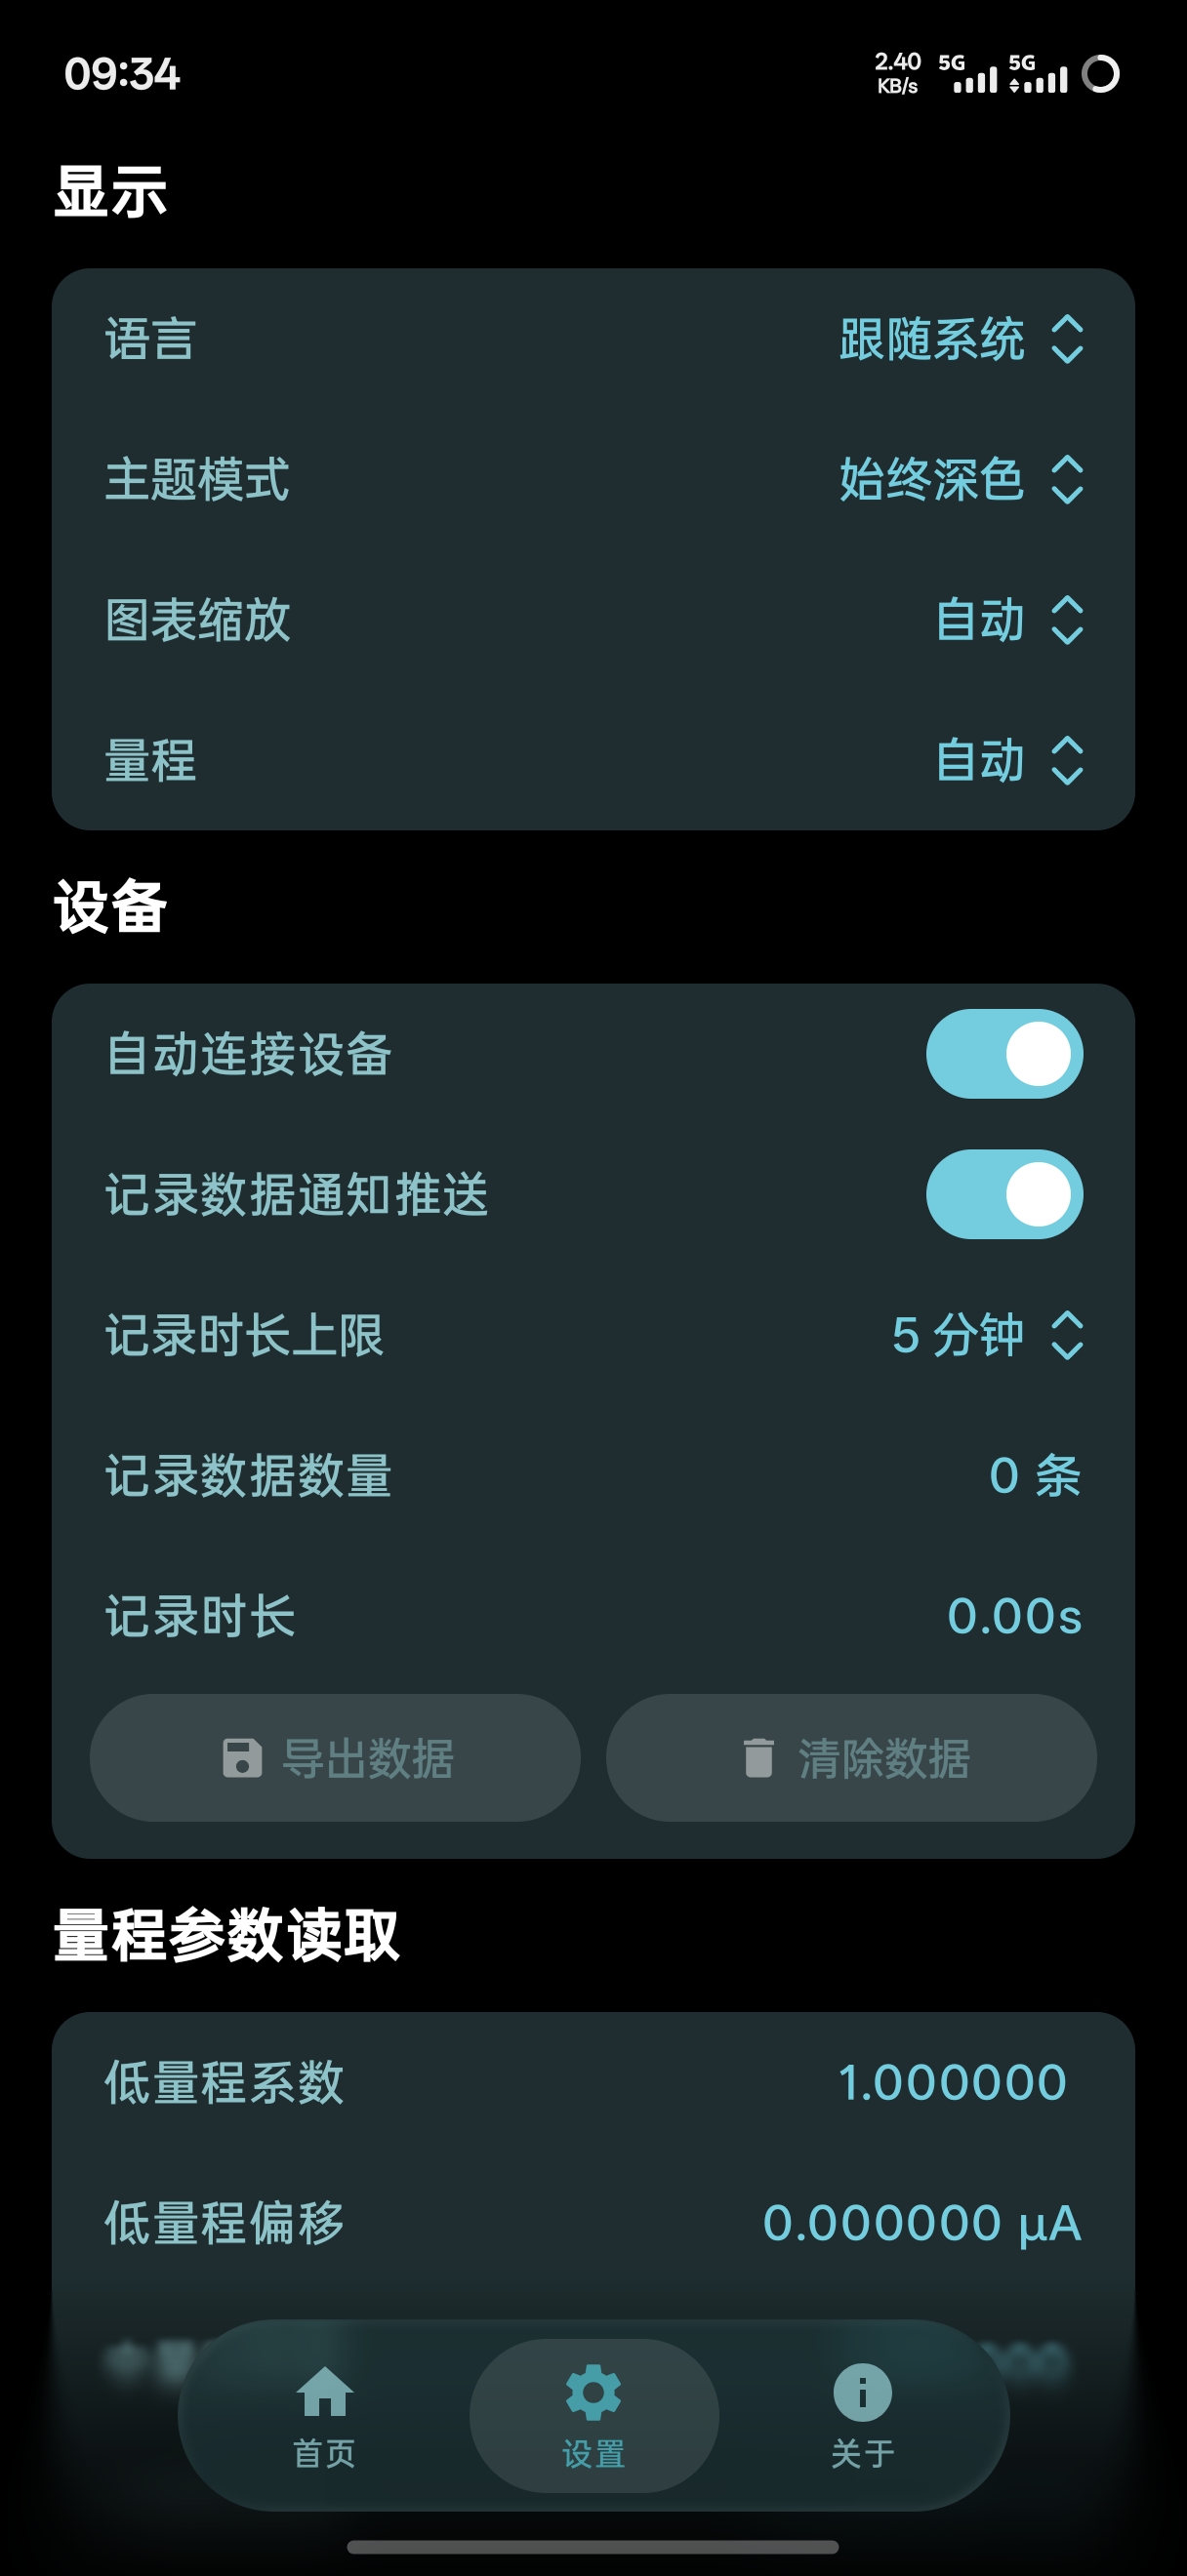 09:34
2.40 KB/s 5G 5G
显示
语言 跟随系统
主题模式 始终深色
图表缩放 自动
量程 自动
设备
自动连接设备
记录数据通知推送
记录时长上限 5 分钟
记录数据数量 0 条
记录时长 0.00s
导出数据 清除数据
量程参数读取
低量程系数 1.000000
低量程偏移 0.000000 µA
首页 设置 关于